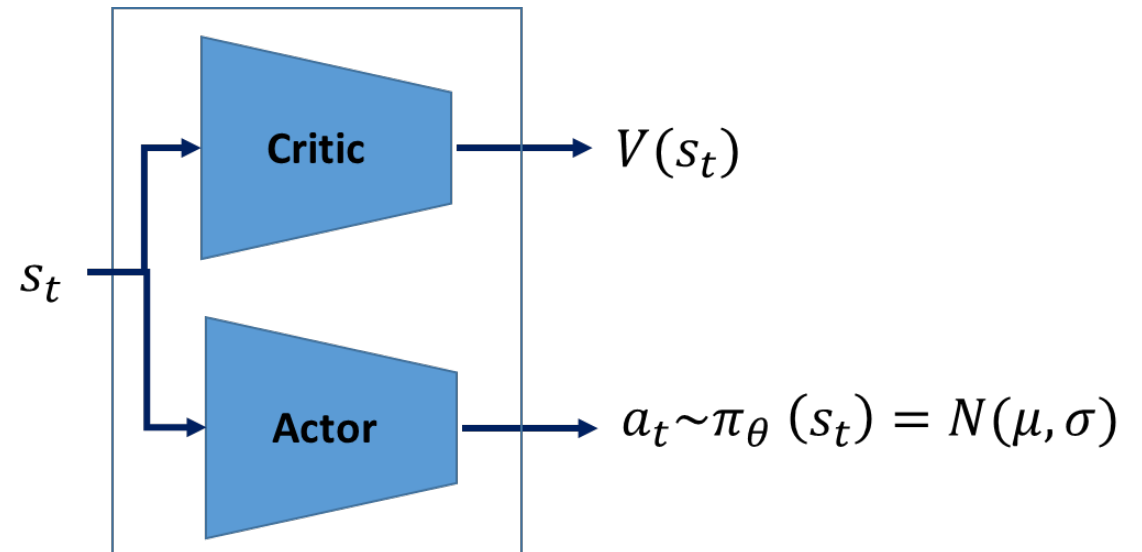 Critic
V(s_t)
s_t
Actor
a_t~π_θ (s_t) = N(μ, σ)